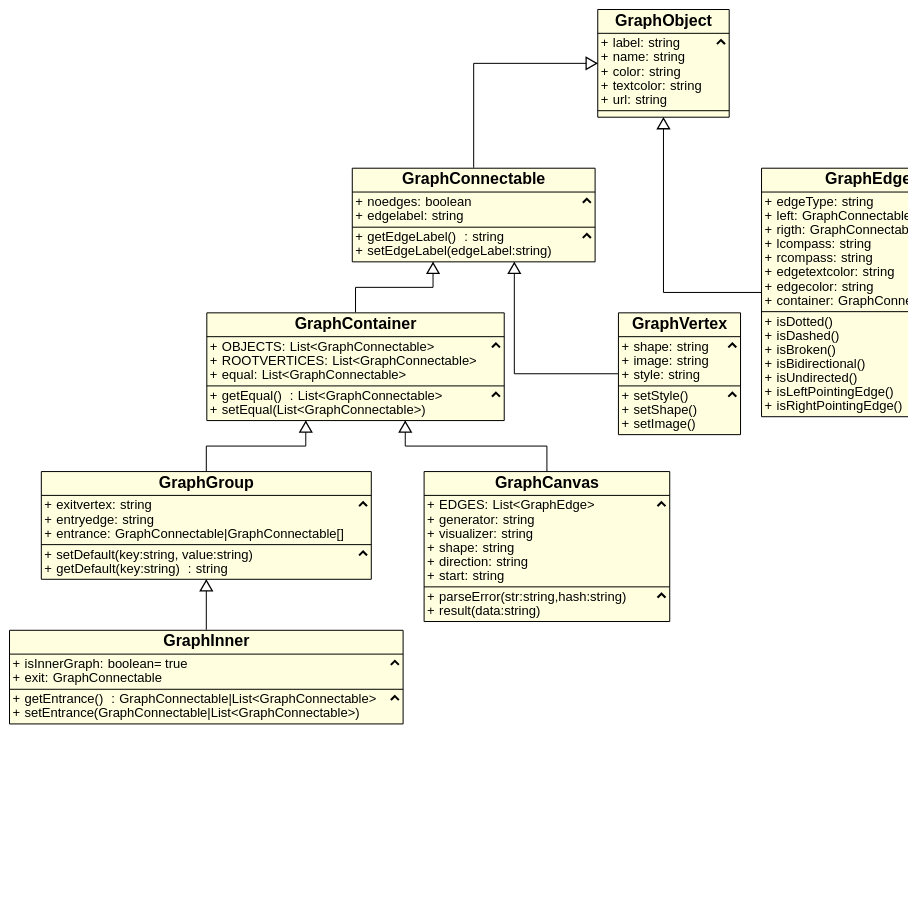 GraphObject
+ label: string
+ name: string
+ color: string
+ textcolor: string
+ url: string
GraphConnectable
+ noedges: boolean
+ edgelabel: string
+ getEdgeLabel() : string
+ setEdgeLabel(edgeLabel:string)
GraphEdge
+ edgeType: string
+ left: GraphConnectable
+ rigth: GraphConnectab
+ lcompass: string
+ rcompass: string
+ edgetextcolor: string
+ edgecolor: string
+ container: GraphConne
+ isDotted()
+ isDashed()
+ isBroken()
+ isBidirectional()
+ isUndirected()
+ isLeftPointingEdge()
+ isRightPointingEdge()
GraphContainer
+ OBJECTS: List<GraphConnectable>
+ ROOTVERTICES: List<GraphConnectable>
+ equal: List<GraphConnectable>
+ getEqual() : List<GraphConnectable>
+ setEqual(List<GraphConnectable>)
GraphVertex
+ shape: string
+ image: string
+ style: string
+ setStyle()
+ setShape()
+ setImage()
GraphGroup
+ exitvertex: string
+ entryedge: string
+ entrance: GraphConnectable|GraphConnectable[]
+ setDefault(key:string, value:string)
+ getDefault(key:string) : string
GraphCanvas
+ EDGES: List<GraphEdge>
+ generator: string
+ visualizer: string
+ shape: string
+ direction: string
+ start: string
+ parseError(str:string,hash:string)
+ result(data:string)
GraphInner
+ isInnerGraph: boolean= true
+ exit: GraphConnectable
+ getEntrance() : GraphConnectable|List<GraphConnectable>
+ setEntrance(GraphConnectable|List<GraphConnectable>)